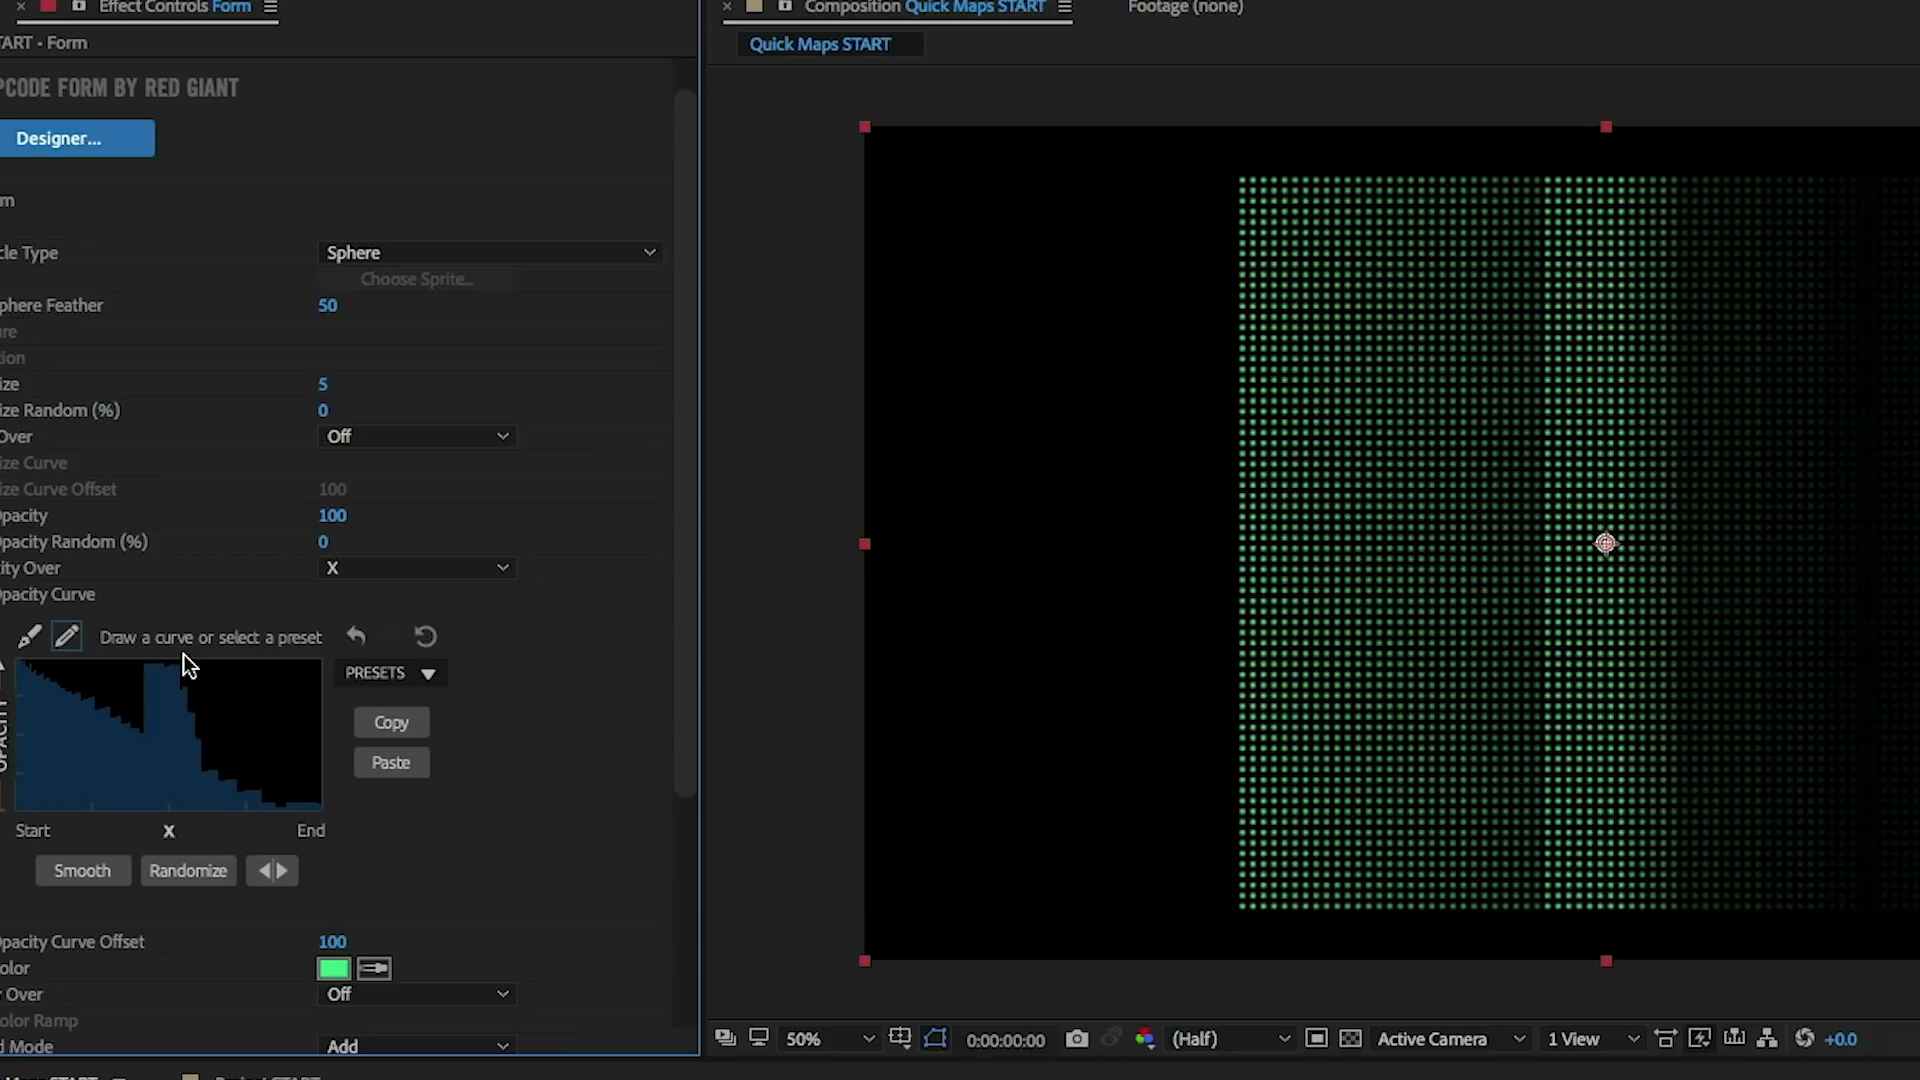 Effect Controls Form
ART • Form
PCODE FORM BY RED GIANT
Designer...
m
cle Type Sphere
Choose Sprite...
phere Feather 50
ure
tion
ize 5
ize Random (%) 0
Over Off
ize Curve
ize Curve Offset 100
pacity 100
pacity Random (%) 0
ity Over X
pacity Curve
Draw a curve or select a preset
PRESETS
Copy
Paste
OPACITY
Start X End
Smooth Randomize
pacity Curve Offset 100
olor
r Over Off
olor Ramp
d Mode Add
Composition Quick Maps START
Footage (none)
Quick Maps START
50% 0:00:00:00 (Half) Active Camera 1 View +0.0